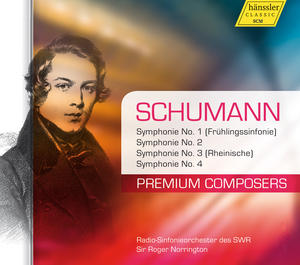 hänssler
CLASSIC
SCM
SCHUMANN
Symphonie No. 1 (Frühlingssinfonie)
Symphonie No. 2
Symphonie No. 3 (Rheinische)
Symphonie No. 4
PREMIUM COMPOSERS
Radio-Sinfonieorchester des SWR
Sir Roger Norrington